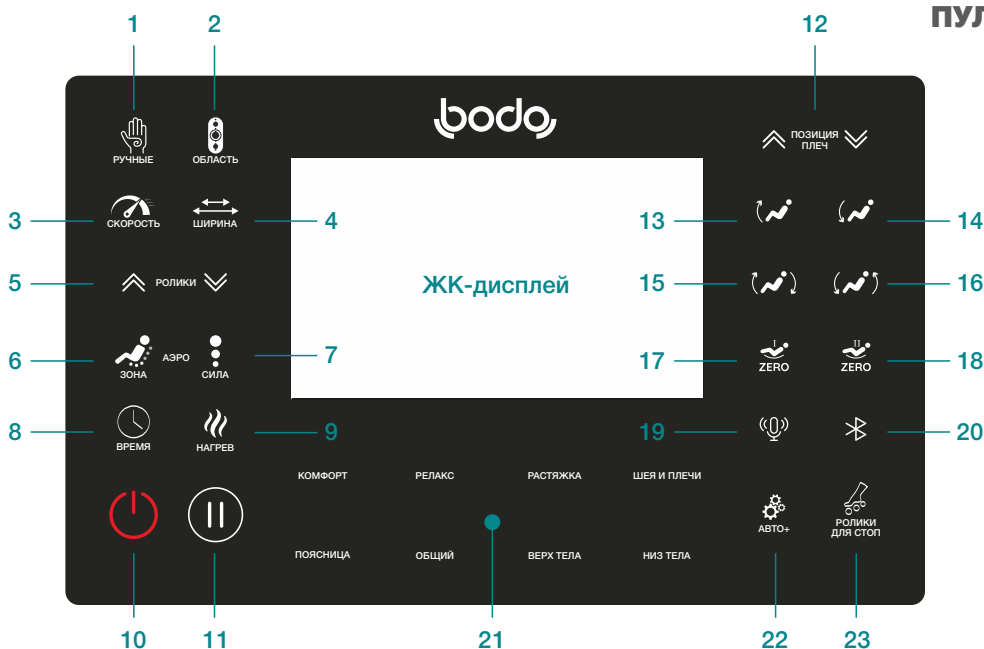 1
2
12
ПУЛ
bodo
РУЧНЫЕ
ОБЛАСТЬ
ПОЗИЦИЯ
ПЛЕЧ
3
СКОРОСТЬ
ШИРИНА
4
13
14
5
РОЛИКИ
ЖК-дисплей
15
16
6
ЗОНА
АЭРО
СИЛА
7
17
I
ZERO
II
ZERO
18
8
ВРЕМЯ
НАГРЕВ
9
19
20
КОМФОРТ
РЕЛАКС
РАСТЯЖКА
ШЕЯ И ПЛЕЧИ
АВТО+
РОЛИКИ
ДЛЯ СТОП
ПОЯСНИЦА
ОБЩИЙ
ВЕРХ ТЕЛА
НИЗ ТЕЛА
10
11
21
22
23